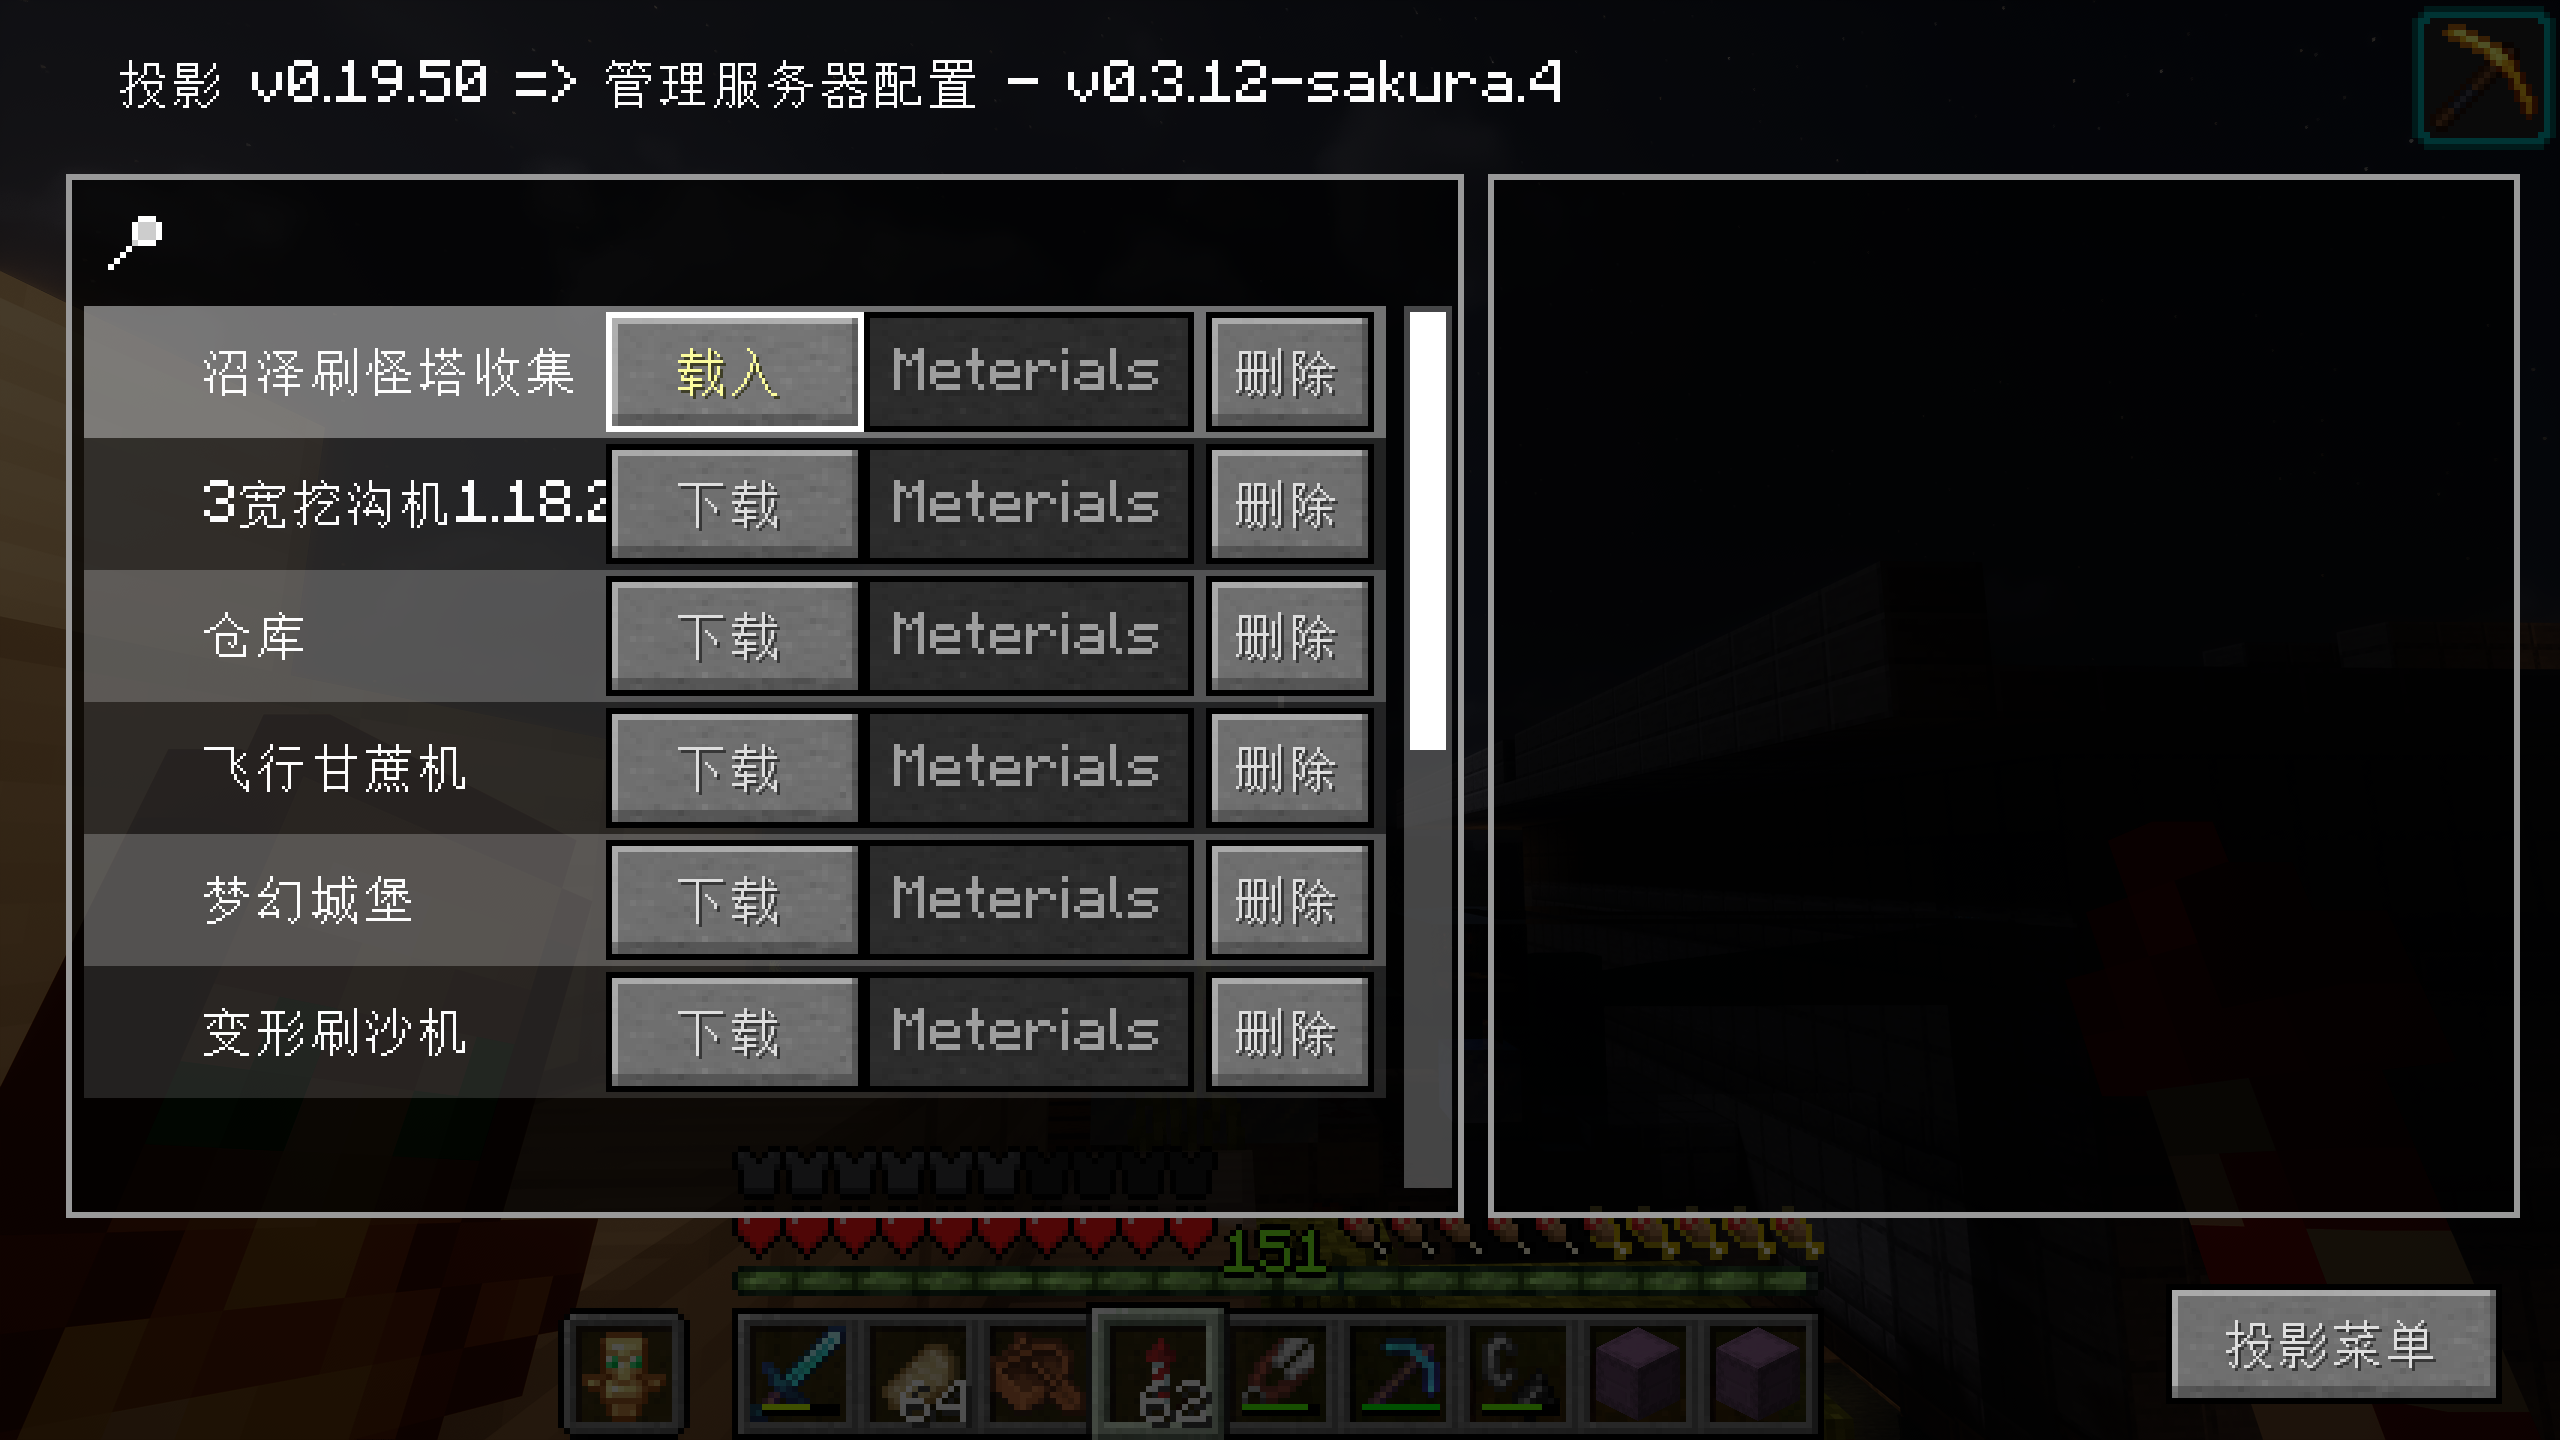 投影 v0.19.50 => 管理服务器配置 - v0.3.12-sakura.4
沼泽刷怪塔收集 载入 Meterials 删除
3宽挖沟机1.18.2 下载 Meterials 删除
仓库 下载 Meterials 删除
飞行甘蔗机 下载 Meterials 删除
梦幻城堡 下载 Meterials 删除
变形刷沙机 下载 Meterials 删除
151
64 62
投影菜单